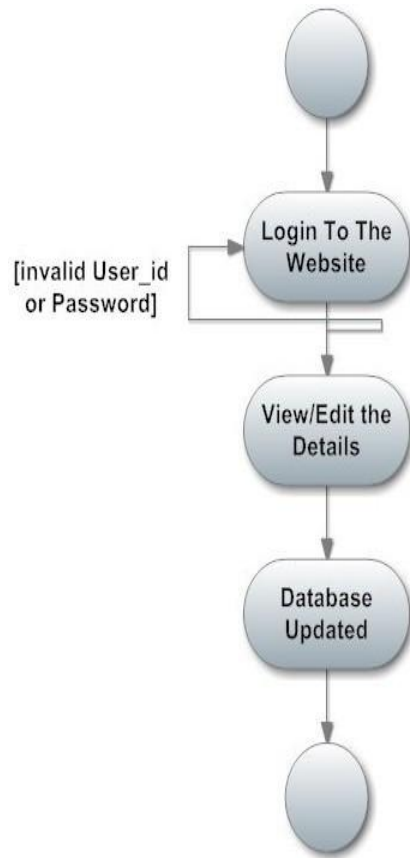 Login To The
Website
[invalid User_id
or Password]
View/Edit the
Details
Database
Updated